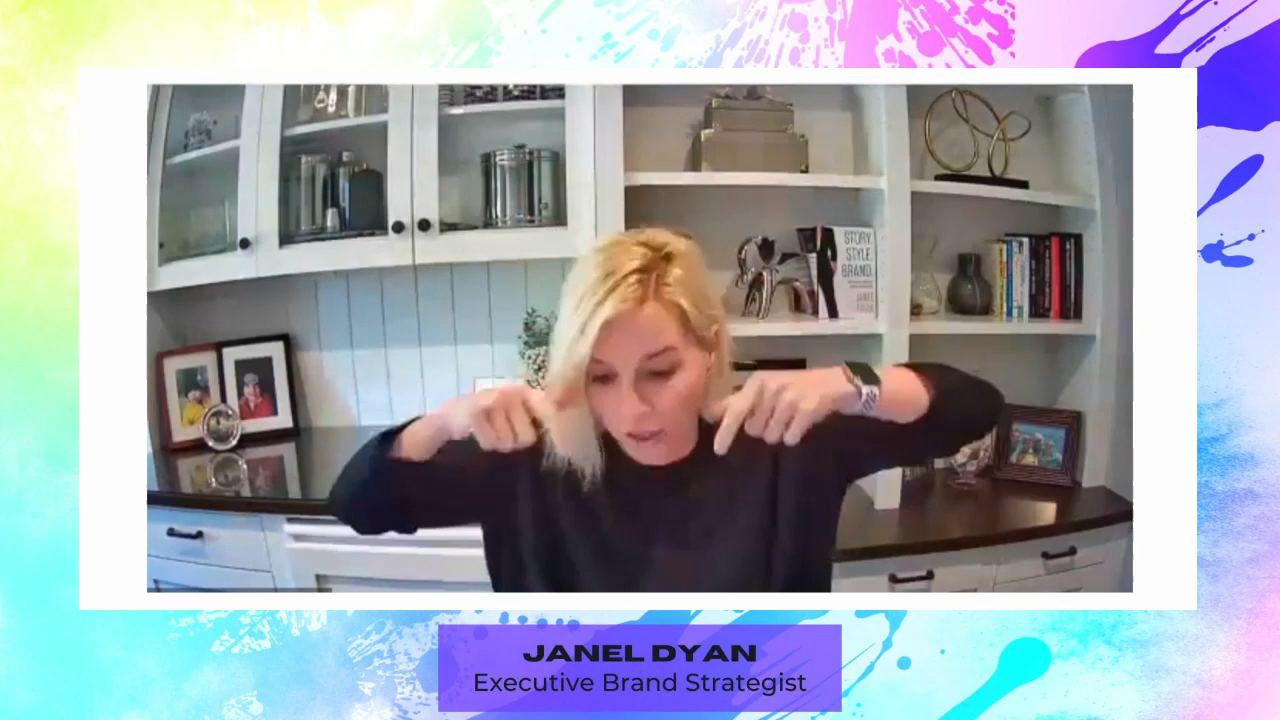 STORY.
STYLE.
BRAND.
JANEL DYAN
Executive Brand Strategist